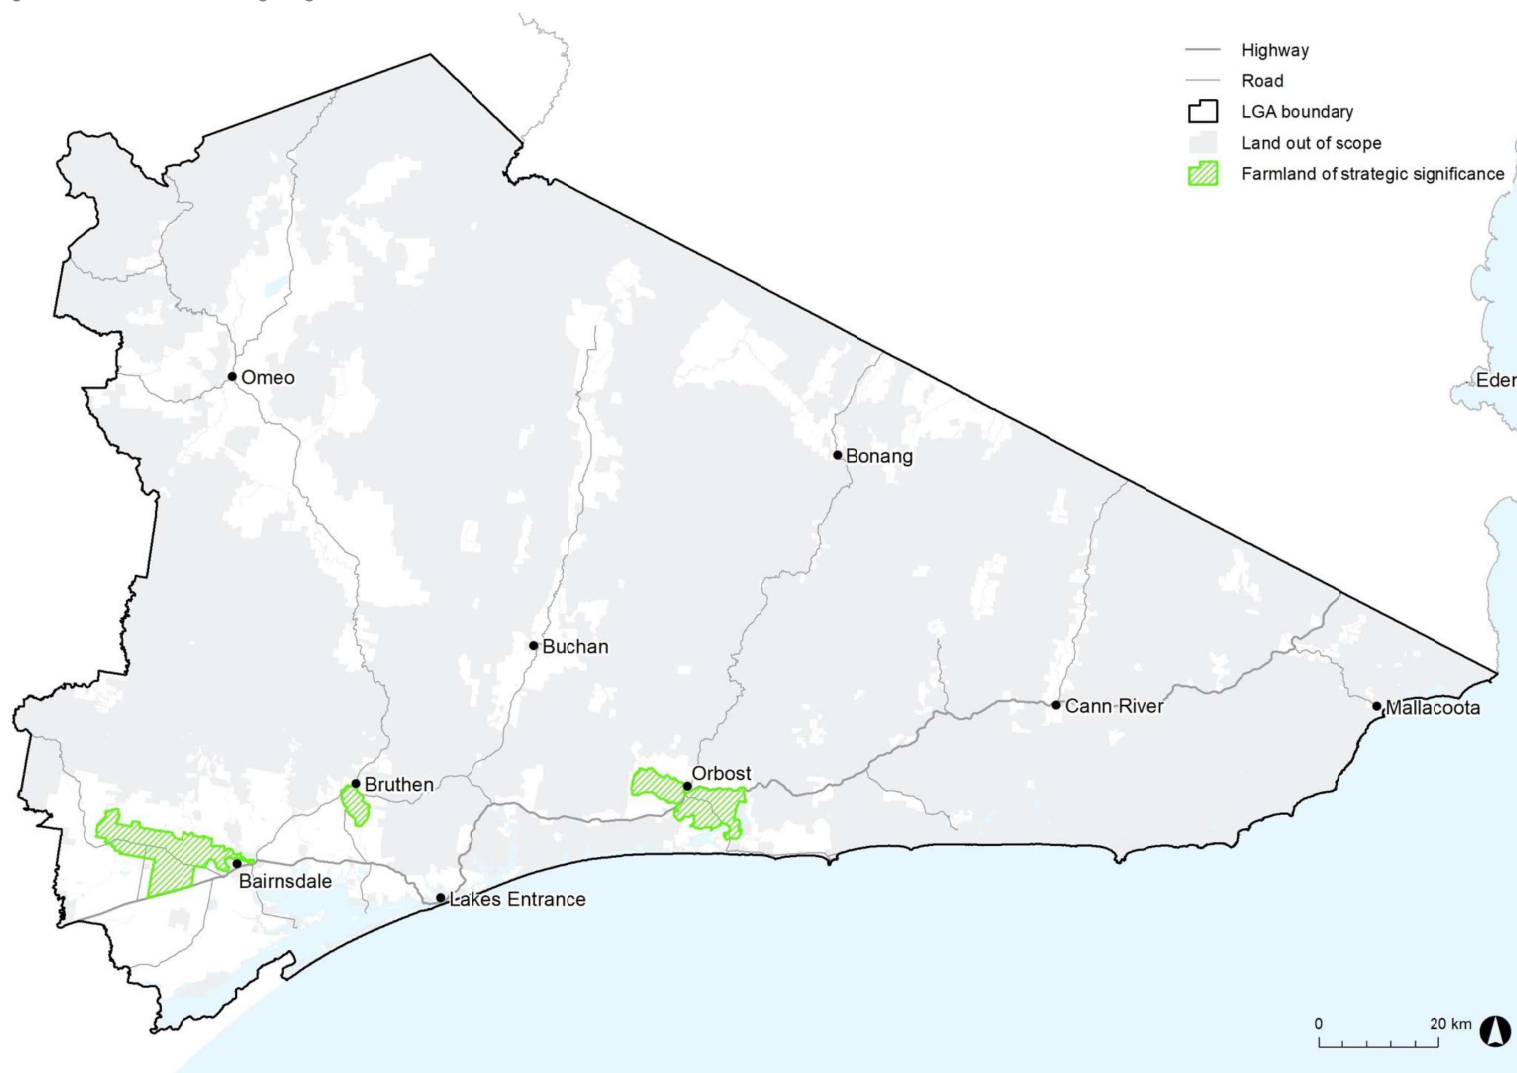 Highway
Road
LGA boundary
Land out of scope
Farmland of strategic significance
Omeo
Eden
Bonang
Buchan
Cann River
Mallacoota
Orbost
Bruthen
Bairnsdale
Lakes Entrance
0 20 km